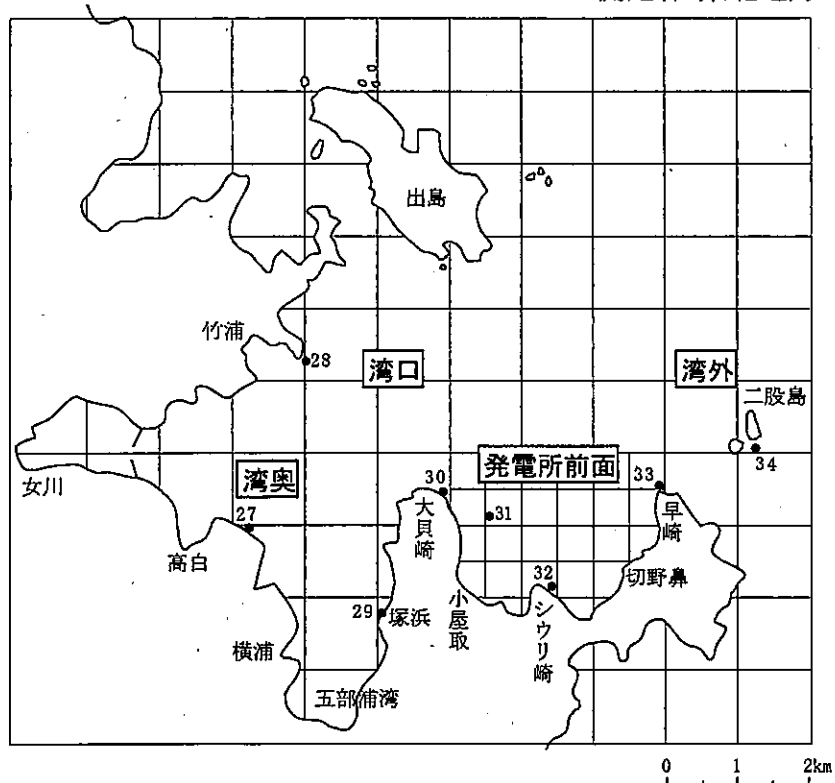 出島
竹浦
28
湾口
湾外
二股島
34
発電所前面
女川
湾奥
27
30
33
大貝崎
31
早崎
高白
32
切野鼻
29
塚浜
小屋取
シウリ崎
横浦
五部浦湾
0 1 2km